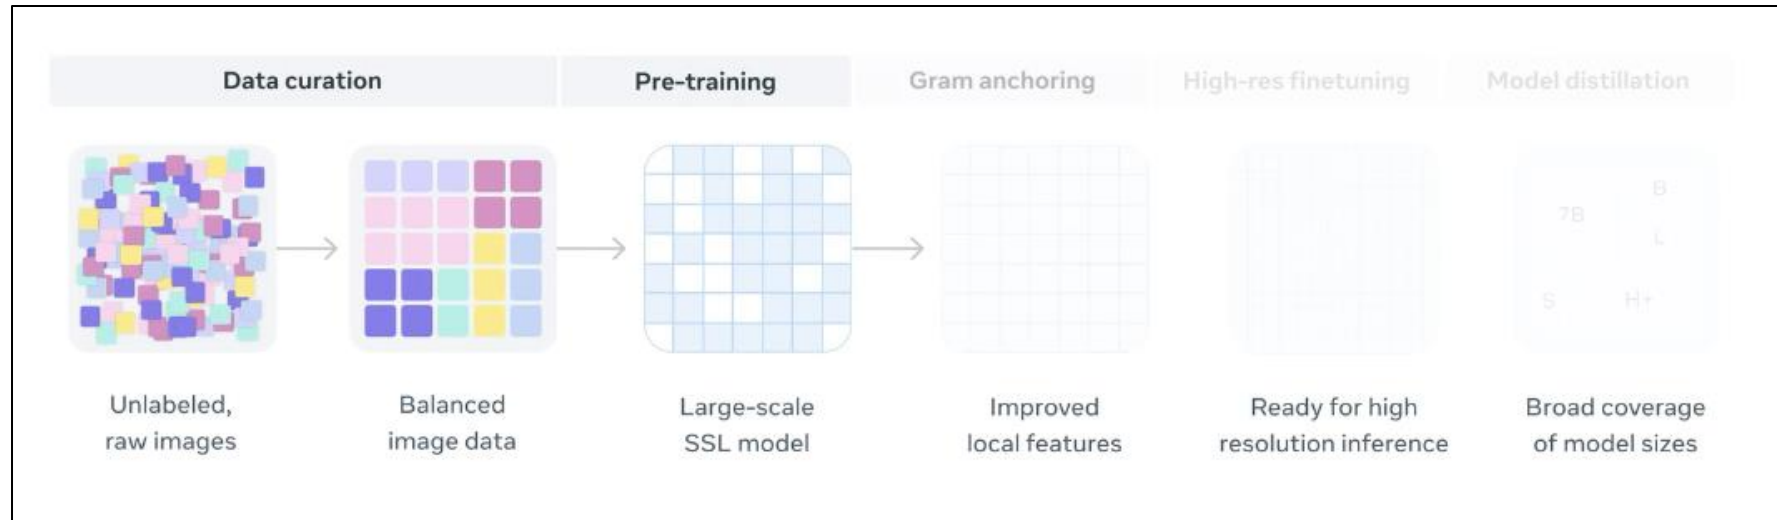 Data curation
Pre-training
Gram anchoring
High-res finetuning
Model distillation
B
7B
L
S
H+
Unlabeled,
raw images
Balanced
image data
Large-scale
SSL model
Improved
local features
Ready for high
resolution inference
Broad coverage
of model sizes